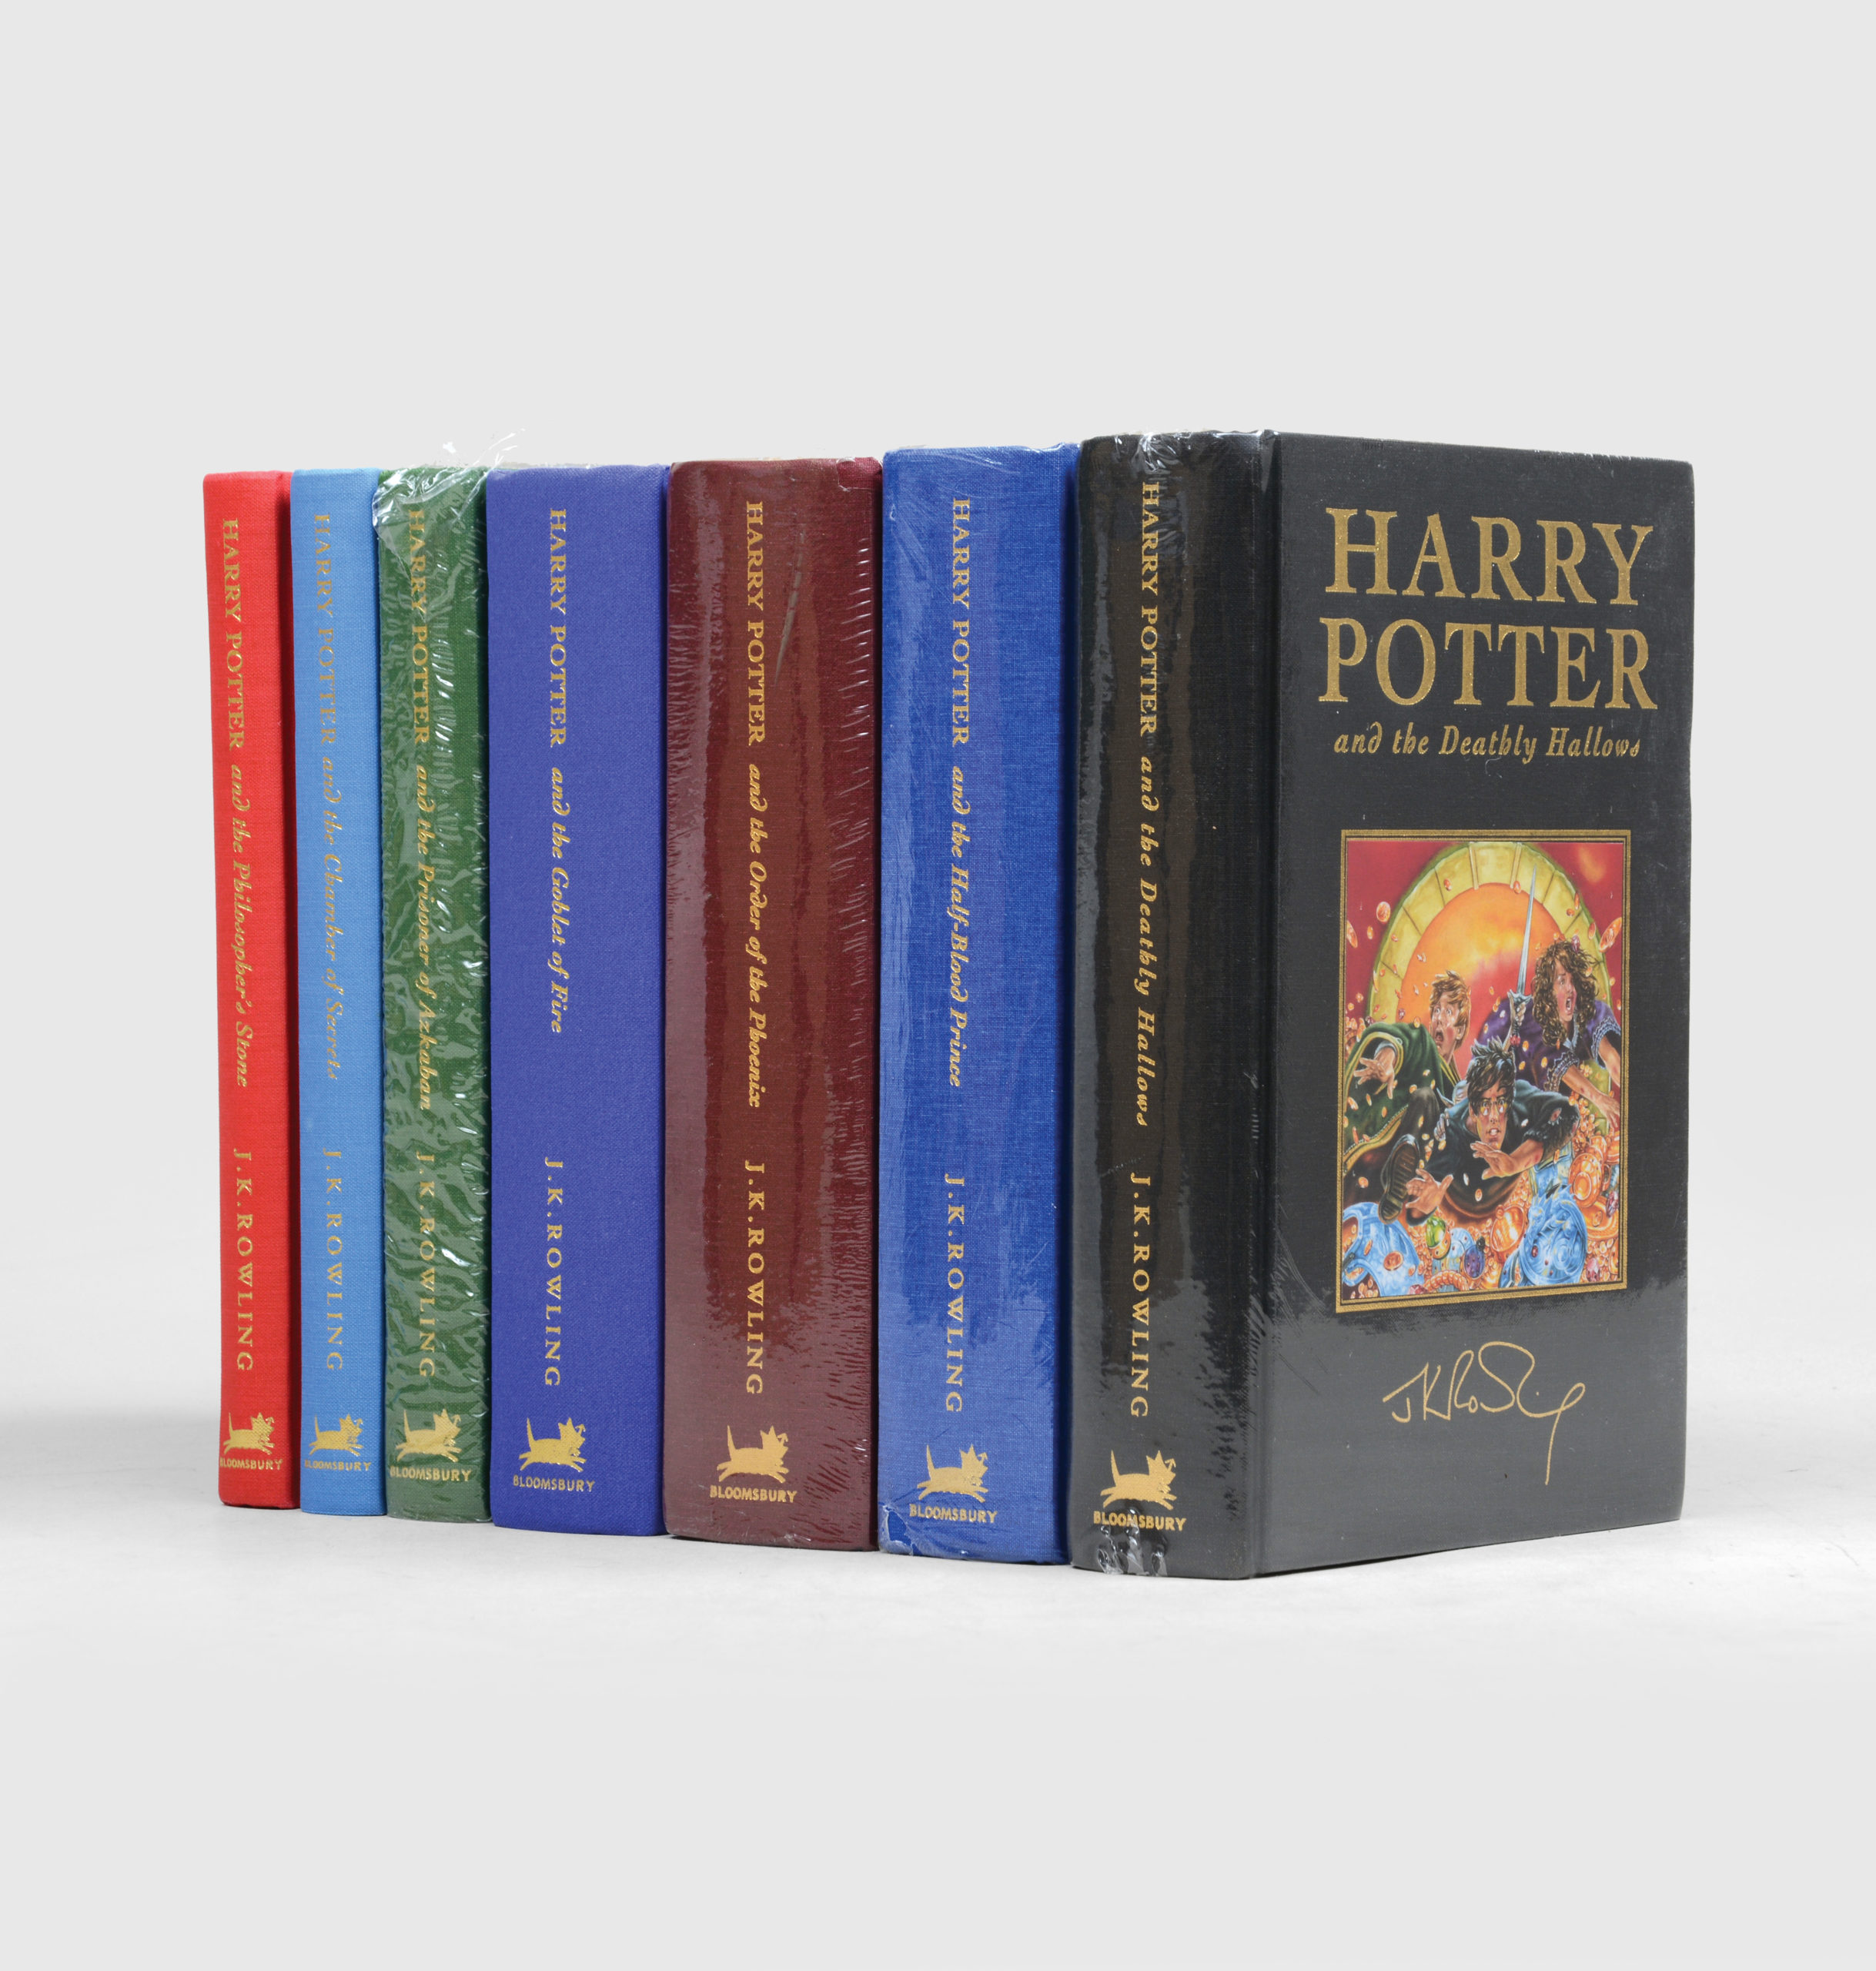 HARRY POTTER and the Philosopher's Stone J.K.ROWLING
BLOOMSBURY
HARRY POTTER and the Chamber of Secrets J.K.ROWLING
BLOOMSBURY
HARRY POTTER and the Prisoner of Azkaban J.K.ROWLING
BLOOMSBURY
HARRY POTTER and the Goblet of Fire J.K.ROWLING
BLOOMSBURY
HARRY POTTER and the Order of the Phoenix J.K.ROWLING
BLOOMSBURY
HARRY POTTER and the Half-Blood Prince J.K.ROWLING
BLOOMSBURY
HARRY POTTER and the Deathly Hallows J.K.ROWLING
BLOOMSBURY
HARRY
POTTER
and the Deathly Hallows
JKRowling